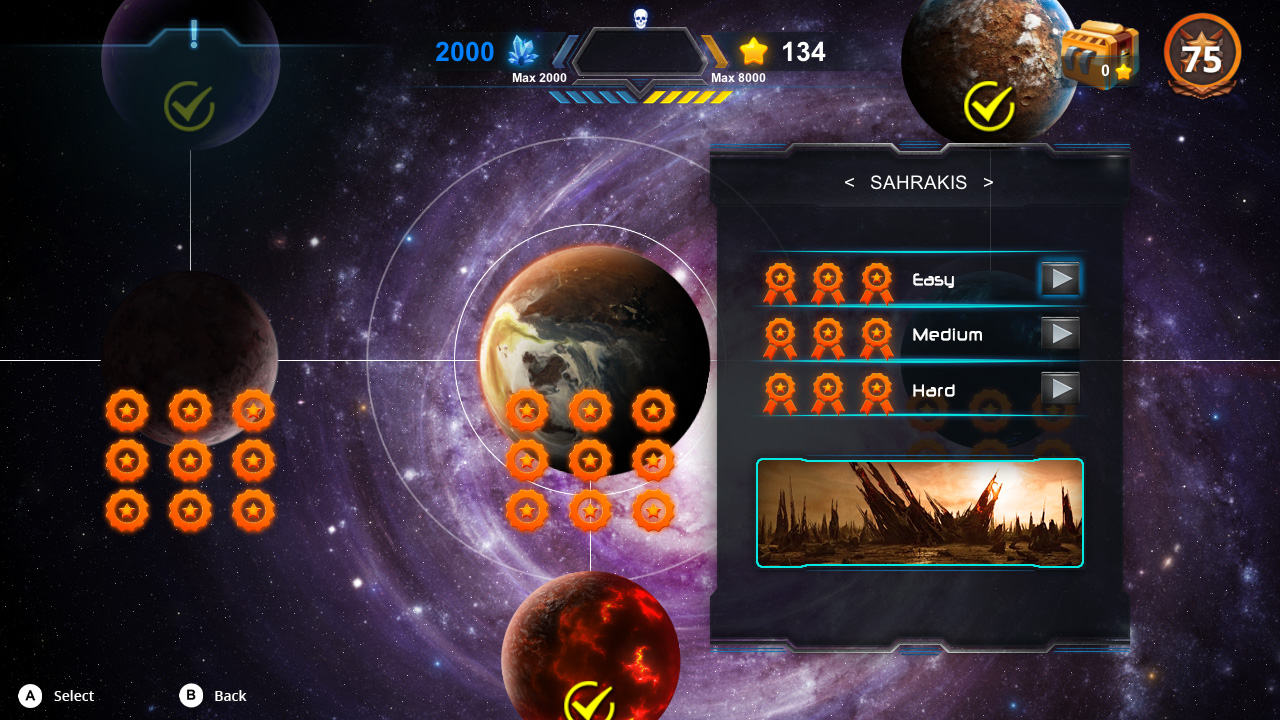 !
2000
Max 2000
134
Max 8000
0
75
< SAHRAKIS >
Easy
Medium
Hard
A Select
B Back